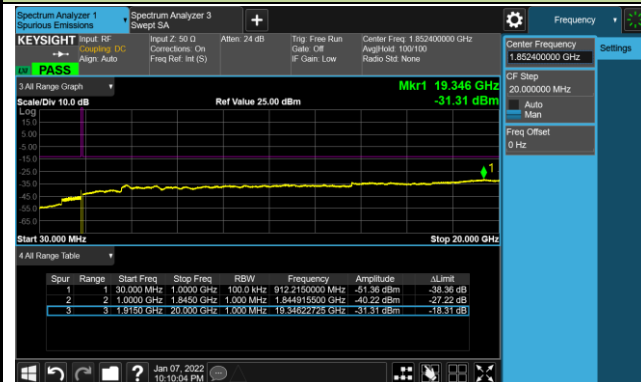 Spectrum Analyzer 1
Spurious Emissions
Spectrum Analyzer 3
Swept SA
+
Frequency
KEYSIGHT
Input: RF
Coupling: DC
Align: Auto
Input Z: 50 Ω
Corrections: On
Freq Ref: Int (S)
Atten: 24 dB
Trig: Free Run
Gate: Off
IF Gain: Low
Center Freq: 1.852400000 GHz
Avg|Hold: 100/100
Radio Std: None
PASS
Center Frequency
1.852400000 GHz
Settings
CF Step
20.000000 MHz
Auto
Man
Freq Offset
0 Hz
3 All Range Graph
Mkr1 19.346 GHz
Scale/Div 10.0 dB
Ref Value 25.00 dBm
-31.31 dBm
Log
15.0
5.00
-5.00
-15.0
-25.0
-35.0
-45.0
-55.0
-65.0
1
Start 30.000 MHz
Stop 20.000 GHz
4 All Range Table
Spur Range Start Freq Stop Freq RBW Frequency Amplitude ΔLimit
1 1 30.000 MHz 1.0000 GHz 100.0 kHz 912.2150000 MHz -51.36 dBm -38.36 dB
2 2 1.0000 GHz 1.8450 GHz 1.000 MHz 1.844915500 GHz -40.22 dBm -27.22 dB
3 3 1.9150 GHz 20.000 GHz 1.000 MHz 19.34622725 GHz -31.31 dBm -18.31 dB
?
Jan 07, 2022
10:10:04 PM